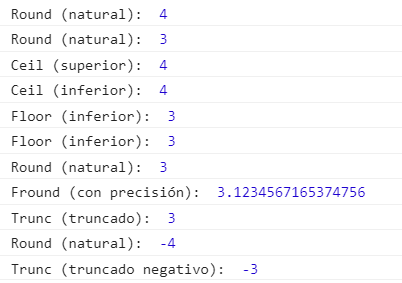 Round (natural):  4
Round (natural):  3
Ceil (superior):  4
Ceil (inferior):  4
Floor (inferior):  3
Floor (inferior):  3
Round (natural):  3
Fround (con precisión):  3.1234567165374756
Trunc (truncado):  3
Round (natural):  -4
Trunc (truncado negativo):  -3